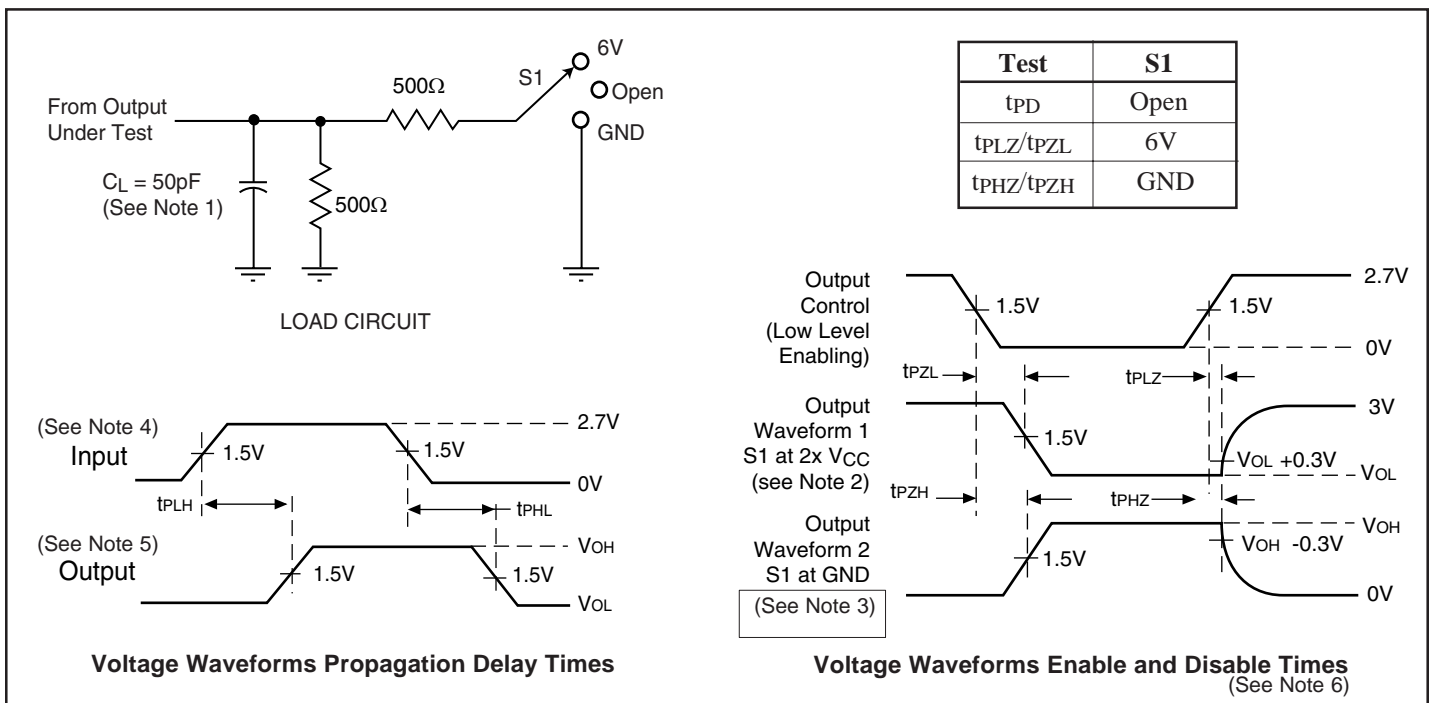 6V
S1
Open
GND
500Ω
From Output
Under Test
CL = 50pF
(See Note 1)
500Ω
LOAD CIRCUIT
Test S1
tPD Open
tPLZ/tPZL 6V
tPHZ/tPZH GND
(See Note 4)
Input
1.5V
1.5V
2.7V
0V
tPLH
tPHL
(See Note 5)
Output
1.5V
1.5V
VOH
VOL
Voltage Waveforms Propagation Delay Times
Output
Control
(Low Level
Enabling)
1.5V
1.5V
2.7V
0V
tPZL
tPLZ
Output
Waveform 1
S1 at 2x VCC
(see Note 2)
1.5V
3V
VOL +0.3V
VOL
tPZH
tPHZ
Output
Waveform 2
S1 at GND
(See Note 3)
1.5V
VOH
VOH -0.3V
0V
Voltage Waveforms Enable and Disable Times
(See Note 6)